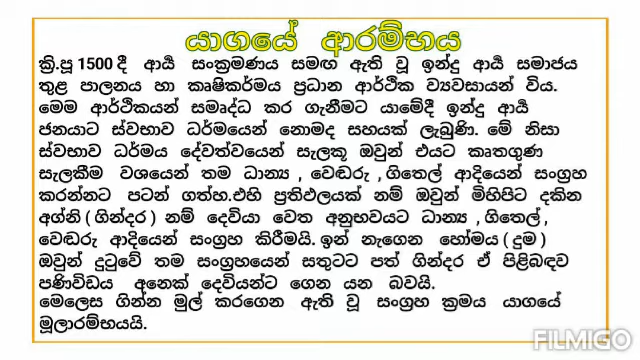 යාගයේ ආරම්භය
ක්‍රි.පූ 1500 දී ආර්‍ය සංක්‍රමණය සමඟ ඇති වූ ඉන්දු ආර්‍ය සමාජය
තුළ පාලනය හා කෘෂිකර්මය ප්‍රධාන ආර්ථික ව්‍යවසායන් විය.
මෙම ආර්ථිකයන් සමෘද්ධ කර ගැනීමට යාමේදී ඉන්දු ආර්‍ය
ජනයාට ස්වභාව ධර්මයෙන් නොමද සහයක් ලැබුණි. මේ නිසා
ස්වභාව ධර්මය දේවත්වයෙන් සැලකූ ඔවුන් එයට කෘතගුණ
සැලකීම වශයෙන් තම ධාන්‍ය , වෙඬරු , ගිතෙල් ආදියෙන් සංග්‍රහ
කරන්නට පටන් ගත්හ.එහි ප්‍රතිඵලයක් නම් ඔවුන් මිහිපිට දකින
අග්නි ( ගින්දර ) නම් දෙවියා වෙත අනුභවයට ධාන්‍ය , ගිතෙල් ,
වෙඬරු ආදියෙන් සංග්‍රහ කිරීමයි. ඉන් නැගෙන හෝමය ( දුම )
ඔවුන් දුටුවේ තම සංග්‍රහයෙන් සතුටට පත් ගින්දර ඒ පිළිබඳව
පණිවිඩය අනෙක් දෙවියන්ට ගෙන යන බවයි.
මෙලෙස ගින්න මුල් කරගෙන ඇති වූ සංග්‍රහ ක්‍රමය යාගයේ
මූලාරම්භයයි.
FILMIGO